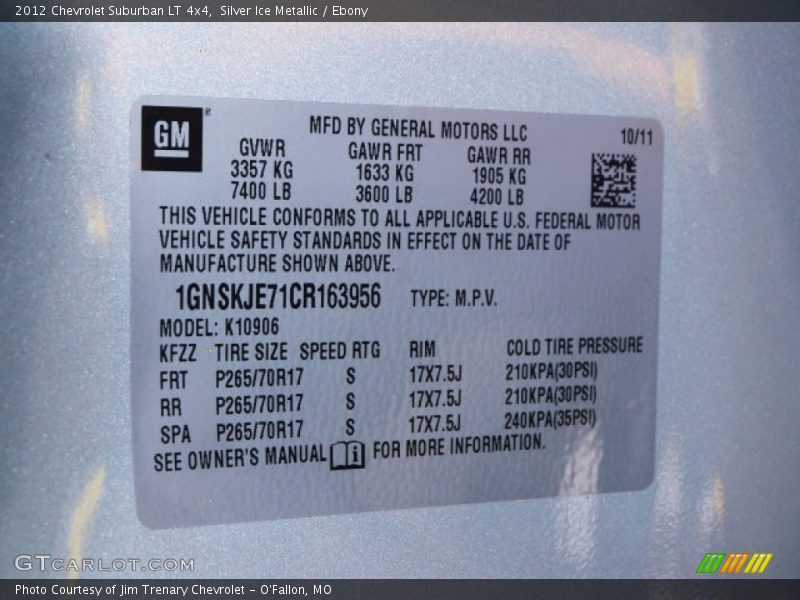 2012 Chevrolet Suburban LT 4x4, Silver Ice Metallic / Ebony
GM
®
MFD BY GENERAL MOTORS LLC
10/11
GVWR GAWR FRT GAWR RR
3357 KG 1633 KG 1905 KG
7400 LB 3600 LB 4200 LB
THIS VEHICLE CONFORMS TO ALL APPLICABLE U.S. FEDERAL MOTOR
VEHICLE SAFETY STANDARDS IN EFFECT ON THE DATE OF
MANUFACTURE SHOWN ABOVE.
1GNSKJE71CR163956 TYPE: M.P.V.
MODEL: K10906
KFZZ TIRE SIZE SPEED RTG RIM COLD TIRE PRESSURE
FRT P265/70R17 S 17X7.5J 210KPA(30PSI)
RR P265/70R17 S 17X7.5J 210KPA(30PSI)
SPA P265/70R17 S 17X7.5J 240KPA(35PSI)
SEE OWNER'S MANUAL i FOR MORE INFORMATION.
GTCARLOT.COM
Photo Courtesy of Jim Trenary Chevrolet - O'Fallon, MO